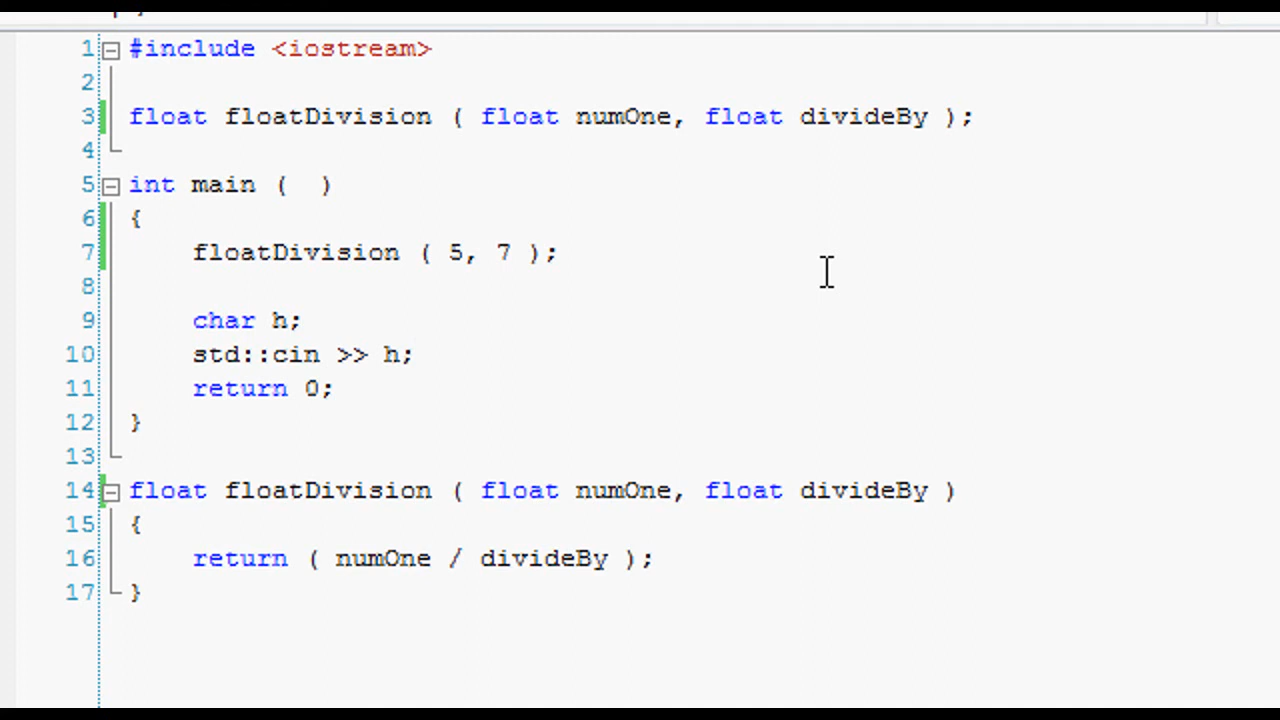 1 #include <iostream>
2
3 float floatDivision ( float numOne, float divideBy );
4
5 int main (  )
6 {
7     floatDivision ( 5, 7 );
8
9     char h;
10     std::cin >> h;
11     return 0;
12 }
13
14 float floatDivision ( float numOne, float divideBy )
15 {
16     return ( numOne / divideBy );
17 }